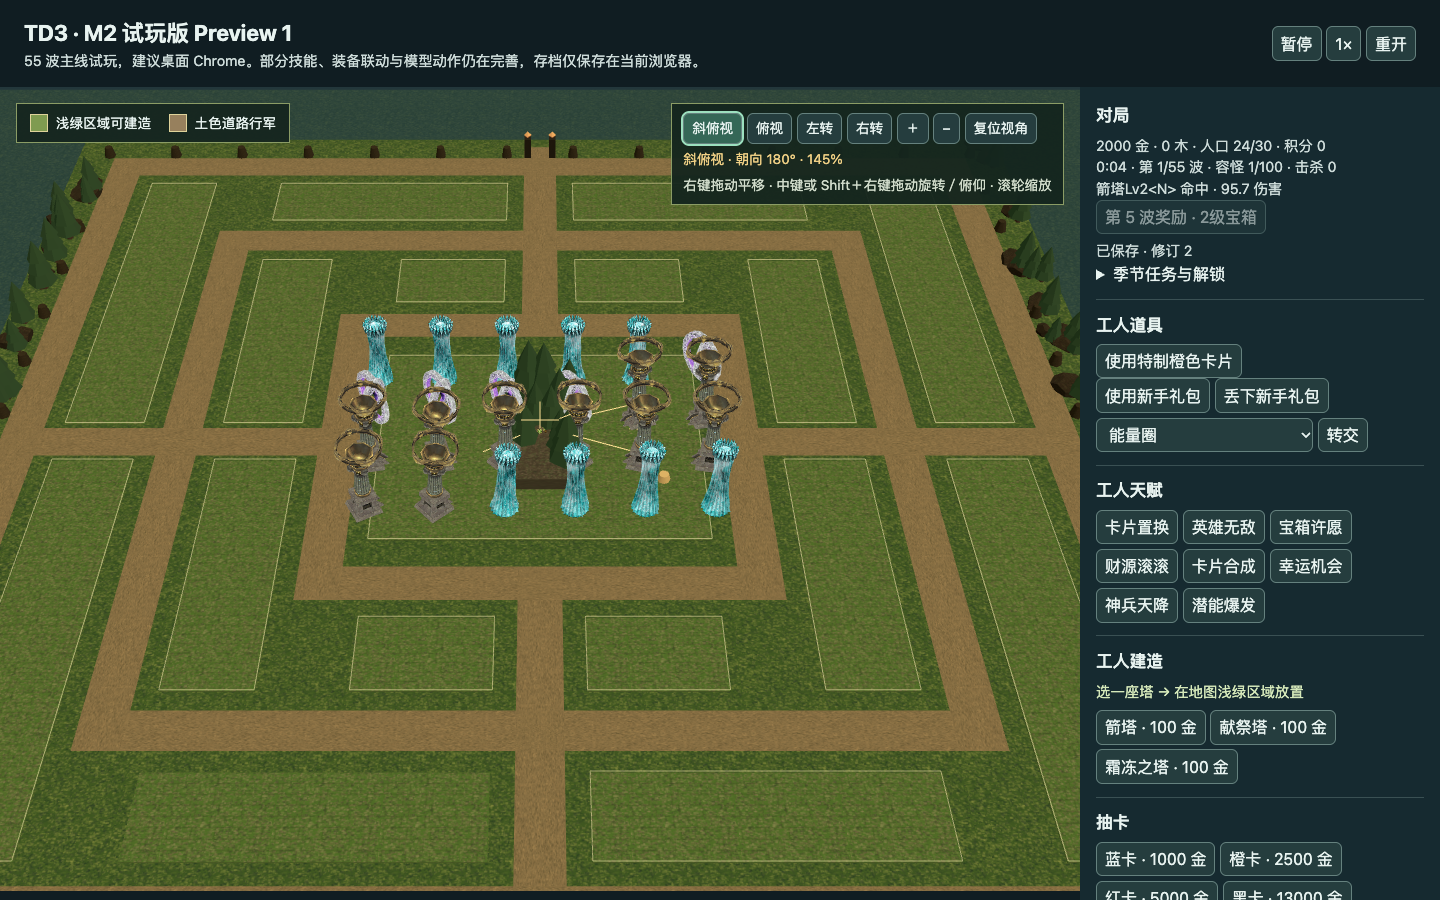 TD3 · M2 试玩版 Preview 1
55 波主线试玩，建议桌面 Chrome。部分技能、装备联动与模型动作仍在完善，存档仅保存在当前浏览器。
暂停 1× 重开
浅绿区域可建造 土色道路行军
斜俯视 俯视 左转 右转 + − 复位视角
斜俯视 · 朝向 180° · 145%
右键拖动平移 · 中键或 Shift＋右键拖动旋转 / 俯仰 · 滚轮缩放
对局
2000 金 · 0 木 · 人口 24/30 · 积分 0
0:04 · 第 1/55 波 · 容怪 1/100 · 击杀 0
箭塔Lv2<N> 命中 · 95.7 伤害
第 5 波奖励 · 2级宝箱
已保存 · 修订 2
▶ 季节任务与解锁
工人道具
使用特制橙色卡片
使用新手礼包 丢下新手礼包
能量圈 转交
工人天赋
卡片置换 英雄无敌 宝箱许愿
财源滚滚 卡片合成 幸运机会
神兵天降 潜能爆发
工人建造
选一座塔 → 在地图浅绿区域放置
箭塔 · 100 金 献祭塔 · 100 金
霜冻之塔 · 100 金
抽卡
蓝卡 · 1000 金 橙卡 · 2500 金
红卡 · 5000 金 黑卡 · 13000 金